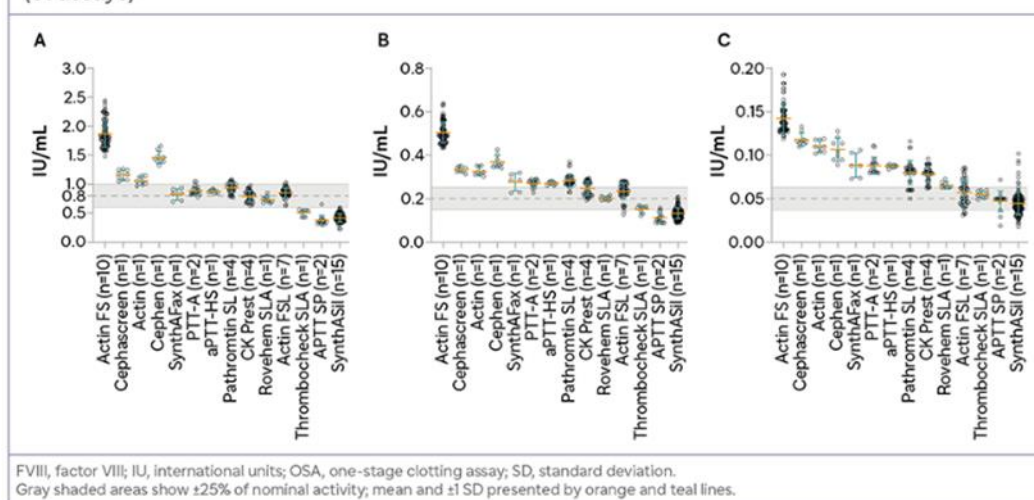 A
B
C
IU/mL
3.0
2.5
2.0
1.5
1.0
0.8
0.5
0.0
Actin FS (n=10)
Cephascreen (n=1)
Actin (n=1)
Cephen (n=1)
SynthAFax (n=1)
PTT-A (n=2)
aPTT-HS (n=1)
Pathromtin SL (n=4)
CK Prest (n=4)
Rovehem SLA (n=1)
Actin FSL (n=7)
Thrombocheck SLA (n=1)
APTT SP (n=2)
SynthASil (n=15)
IU/mL
0.8
0.6
0.4
0.2
0.0
Actin FS (n=10)
Cephascreen (n=1)
Actin (n=1)
Cephen (n=1)
SynthAFax (n=1)
PTT-A (n=2)
aPTT-HS (n=1)
Pathromtin SL (n=4)
CK Prest (n=4)
Rovehem SLA (n=1)
Actin FSL (n=7)
Thrombocheck SLA (n=1)
APTT SP (n=2)
SynthASil (n=15)
IU/mL
0.20
0.15
0.10
0.05
0.00
Actin FS (n=10)
Cephascreen (n=1)
Actin (n=1)
Cephen (n=1)
SynthAFax (n=1)
PTT-A (n=2)
aPTT-HS (n=1)
Pathromtin SL (n=4)
CK Prest (n=4)
Rovehem SLA (n=1)
Actin FSL (n=7)
Thrombocheck SLA (n=1)
APTT SP (n=2)
SynthASil (n=15)
FVIII, factor VIII; IU, international units; OSA, one-stage clotting assay; SD, standard deviation.
Gray shaded areas show ±25% of nominal activity; mean and ±1 SD presented by orange and teal lines.